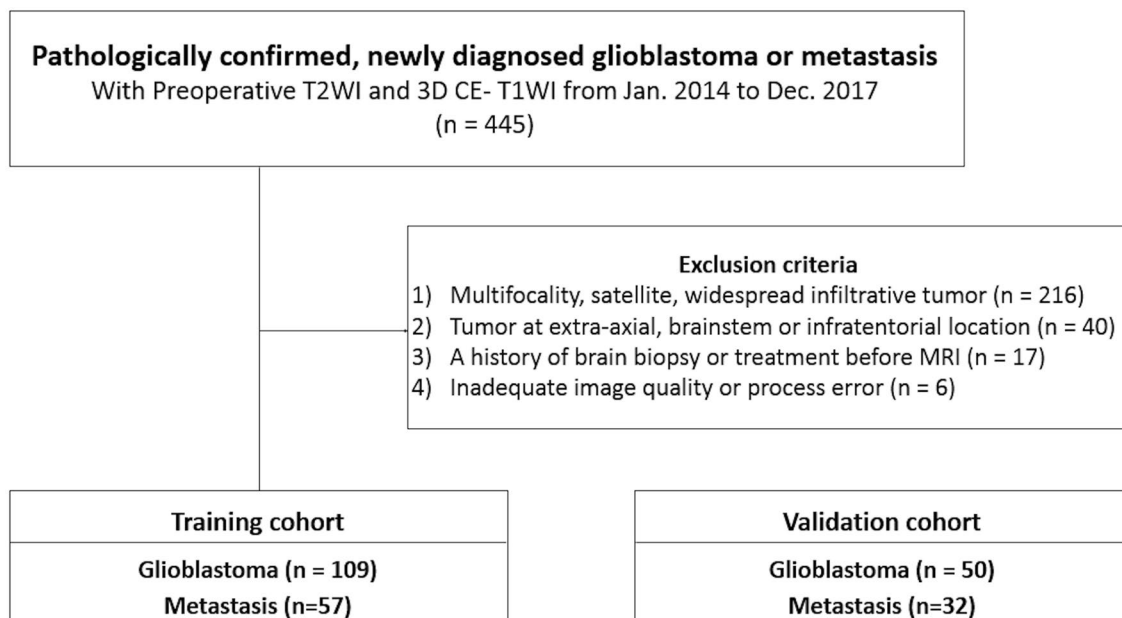 Pathologically confirmed, newly diagnosed glioblastoma or metastasis
With Preoperative T2WI and 3D CE- T1WI from Jan. 2014 to Dec. 2017
(n = 445)
Exclusion criteria
1) Multifocality, satellite, widespread infiltrative tumor (n = 216)
2) Tumor at extra-axial, brainstem or infratentorial location (n = 40)
3) A history of brain biopsy or treatment before MRI (n = 17)
4) Inadequate image quality or process error (n = 6)
Training cohort
Glioblastoma (n = 109)
Metastasis (n=57)
Validation cohort
Glioblastoma (n = 50)
Metastasis (n=32)